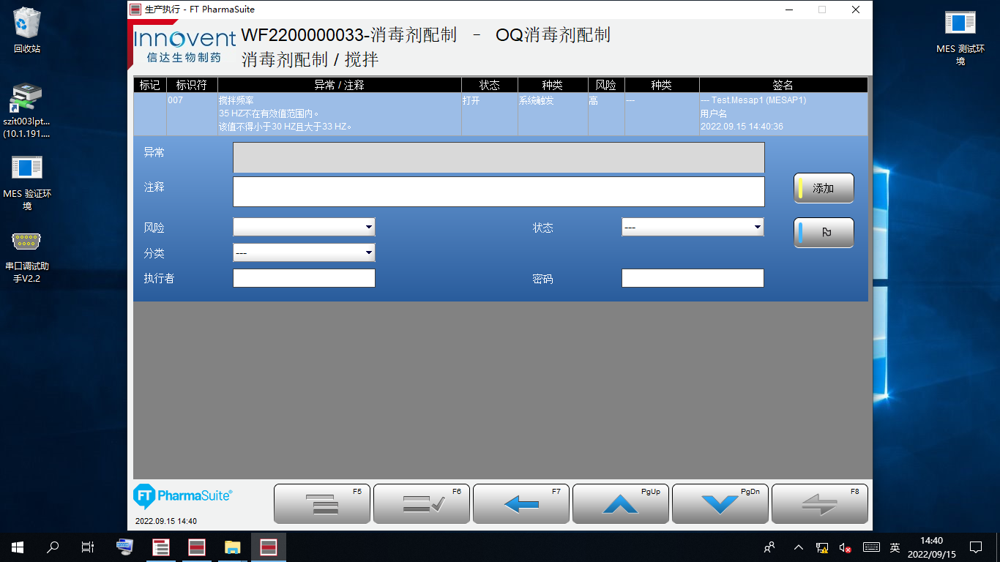 生产执行 - FT PharmaSuite
Innovent
信达生物制药
WF2200000033-消毒剂配制 - OQ消毒剂配制
消毒剂配制 / 搅拌
标记 标识符 异常 / 注释 状态 种类 风险 种类 签名
007 搅拌频率 打开 系统触发 高 --- --- Test.Mesap1 (MESAP1)
35 HZ不在有效值范围内。 用户名
该值不得小于30 HZ且大于33 HZ。 2022.09.15 14:40:36
异常
注释
添加
风险 状态 ---
分类 ---
执行者 密码
FT PharmaSuite®
F5 F6 F7 PgUp PgDn F8
2022.09.15 14:40
回收站
szit003lpt...
(10.1.191....
MES 验证环
境
串口调试助
手V2.2
MES 测试环
境
英
14:40
2022/09/15